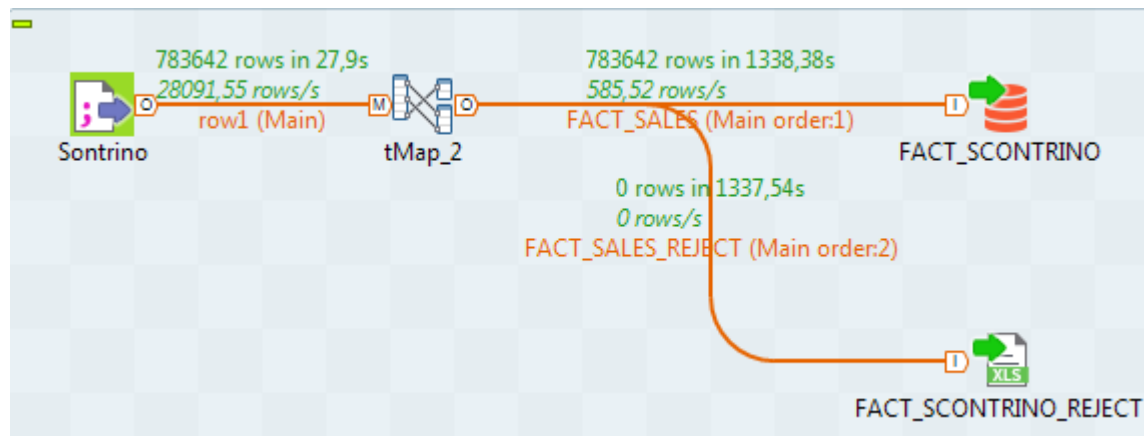 783642 rows in 27,9s
28091,55 rows/s
row1 (Main)
Sontrino
M
O
tMap_2
783642 rows in 1338,38s
585,52 rows/s
FACT_SALES (Main order:1)
FACT_SCONTRINO
0 rows in 1337,54s
0 rows/s
FACT_SALES_REJECT (Main order:2)
XLS
FACT_SCONTRINO_REJECT